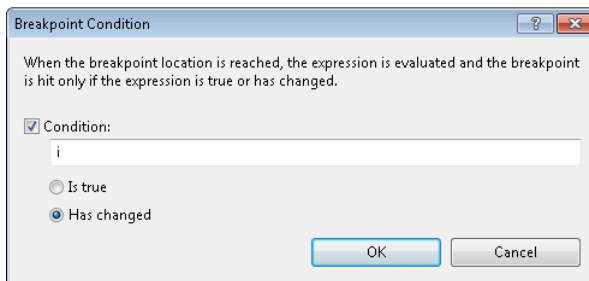 Breakpoint Condition
When the breakpoint location is reached, the expression is evaluated and the breakpoint
is hit only if the expression is true or has changed.
Condition:
i
Is true
Has changed
OK
Cancel